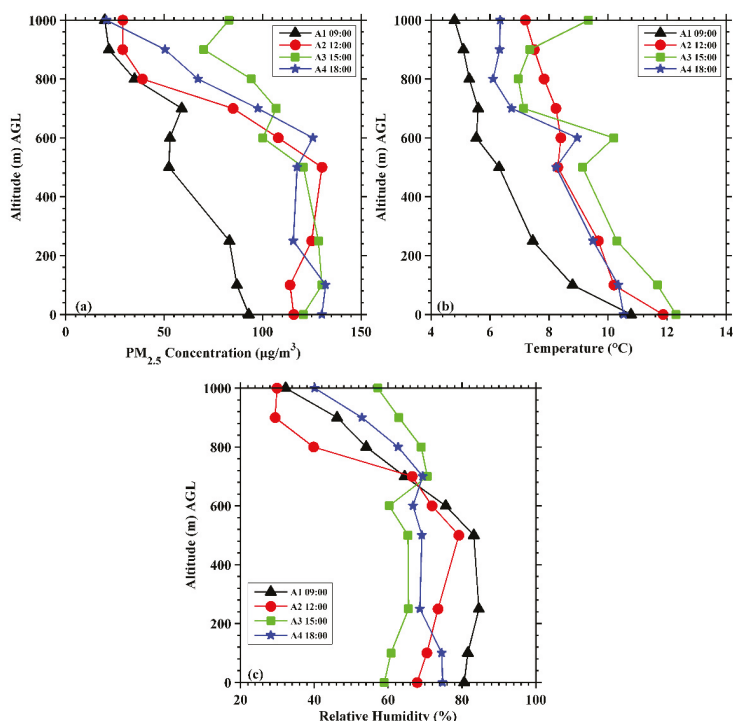 1000
800
600
400
200
0
Altitude (m) AGL
A1 09:00
A2 12:00
A3 15:00
A4 18:00
(a)
0 50 100 150
PM2.5 Concentration (μg/m³)
1000
800
600
400
200
0
Altitude (m) AGL
A1 09:00
A2 12:00
A3 15:00
A4 18:00
(b)
4 6 8 10 12 14
Temperature (°C)
1000
800
600
400
200
0
Altitude (m) AGL
A1 09:00
A2 12:00
A3 15:00
A4 18:00
(c)
20 40 60 80 100
Relative Humidity (%)